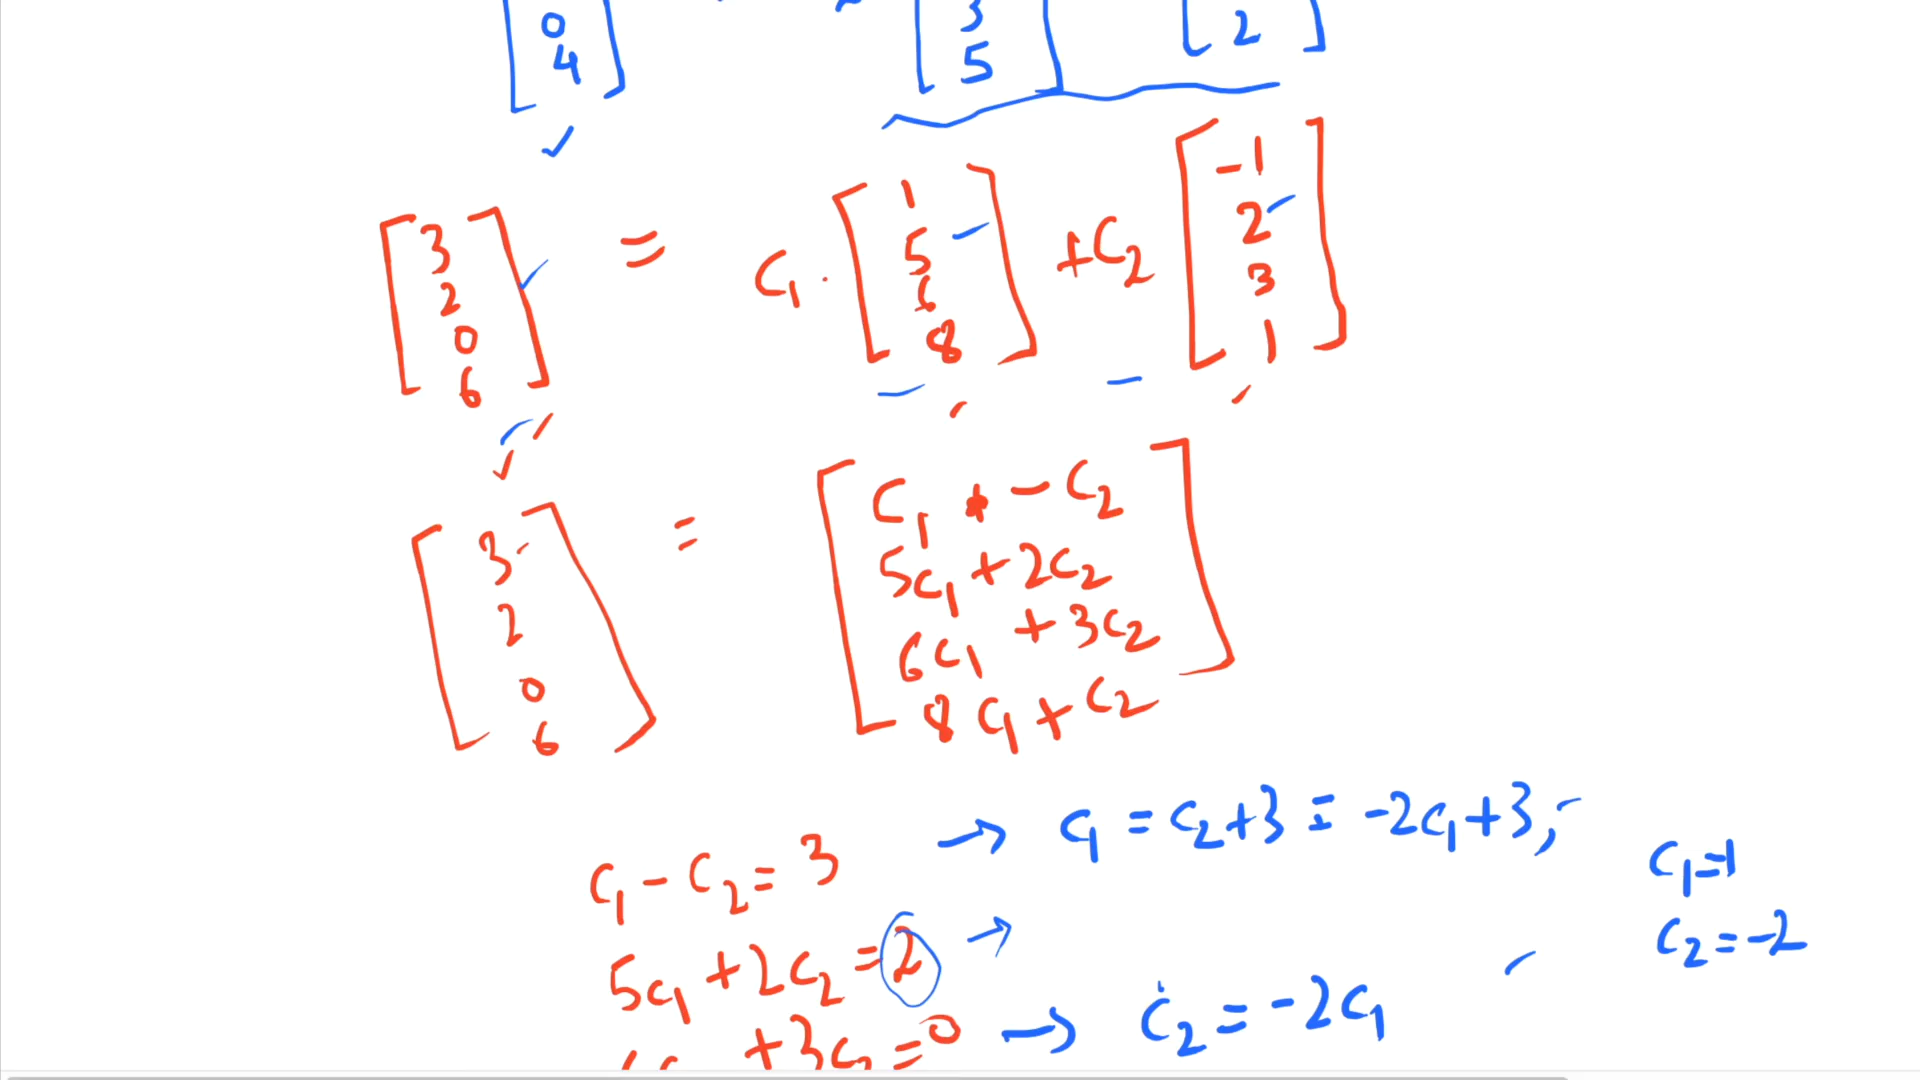 [0 4] [3 5] [2]
[3 2 0 6] = C₁ · [1 5 6 8] + C₂ [-1 2 3 1]
[3 2 0 6] = [C₁ - C₂
5C₁ + 2C₂
6C₁ + 3C₂
8C₁ + C₂]
C₁ - C₂ = 3 → C₁ = C₂+3 = -2C₁+3,
5C₁ + 2C₂ = 2 →
C₁=1
C₂=-2
6C₁ + 3C₂ = 0 → C₂ = -2C₁